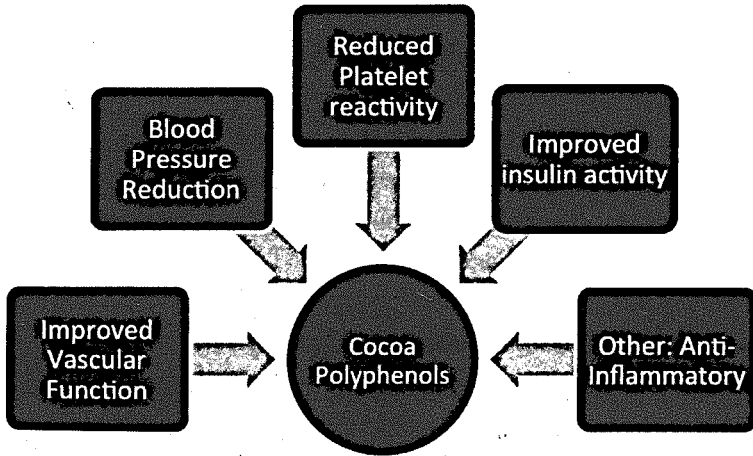 Reduced
Platelet
reactivity
Blood
Pressure
Reduction
Improved
insulin activity
Improved
Vascular
Function
Cocoa
Polyphenols
Other: Anti-
Inflammatory